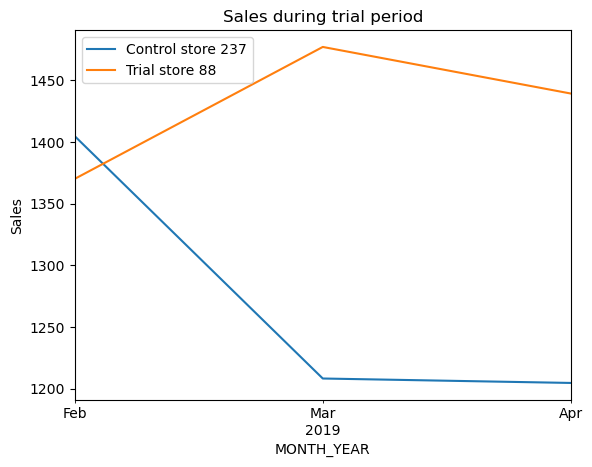 Sales during trial period
Control store 237
Trial store 88
Sales
1450
1400
1350
1300
1250
1200
Feb
Mar
Apr
2019
MONTH_YEAR